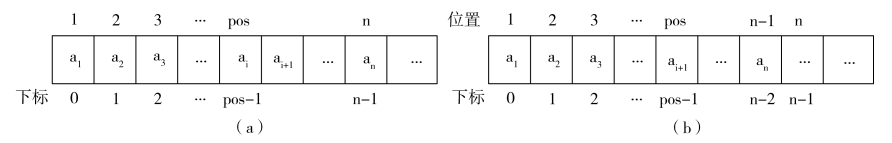 1 2 3 ... pos n 位置 1 2 3 ... pos n-1 n
a1 a2 a3 ... ai ai+1 ... an ... a1 a2 a3 ... ai+1 ... an ... ...
下标 0 1 2 ... pos-1 n-1 下标 0 1 2 ... pos-1 n-2 n-1
(a) (b)